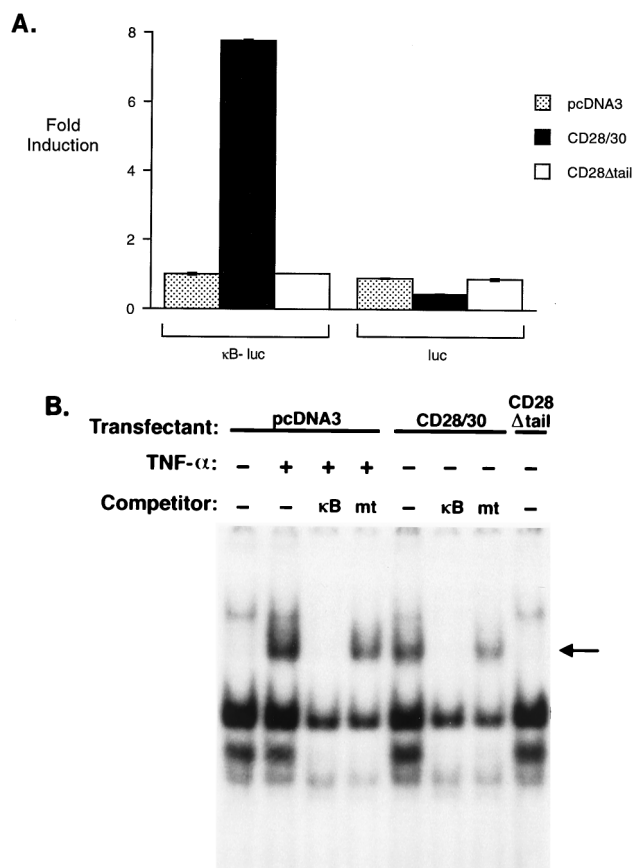 A.
8
6
4
2
0
Fold
Induction
pcDNA3
CD28/30
CD28Δtail
κB- luc
luc
B.
Transfectant: pcDNA3 CD28/30 CD28 Δ tail
TNF-α: – + + + – – – –
Competitor: – – κB mt – κB mt –